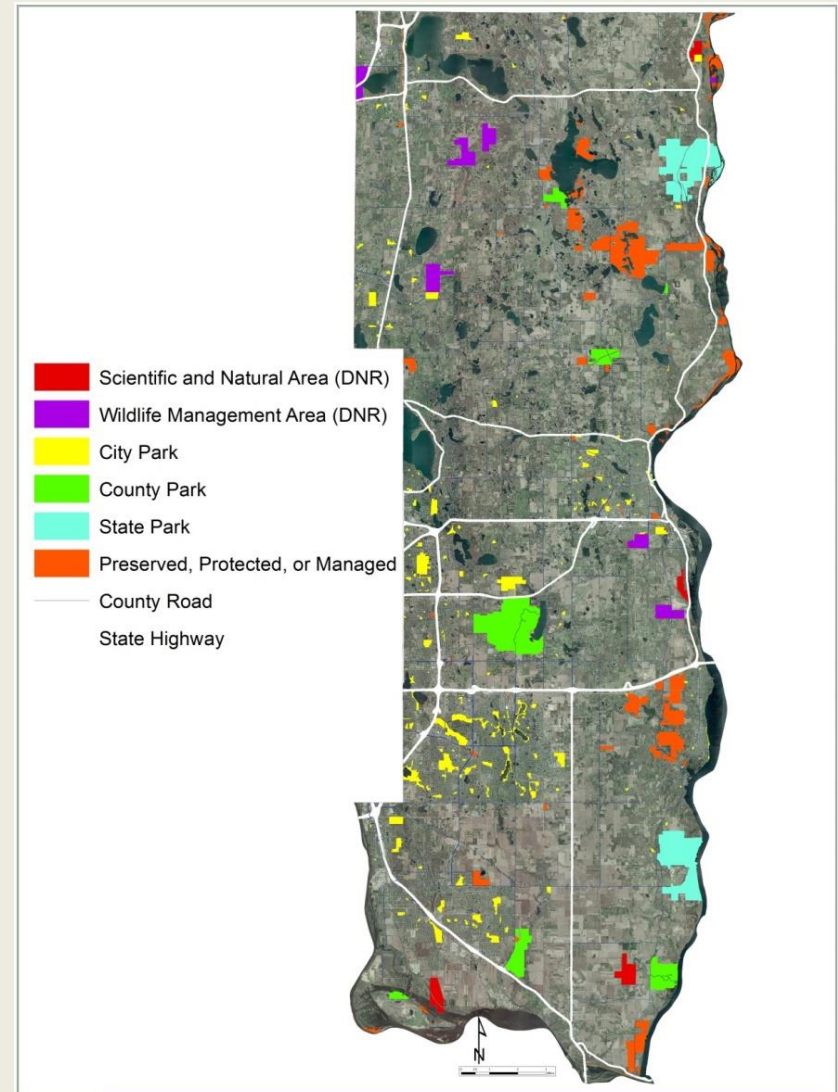 Scientific and Natural Area (DNR)
Wildlife Management Area (DNR)
City Park
County Park
State Park
Preserved, Protected, or Managed
County Road
State Highway
N